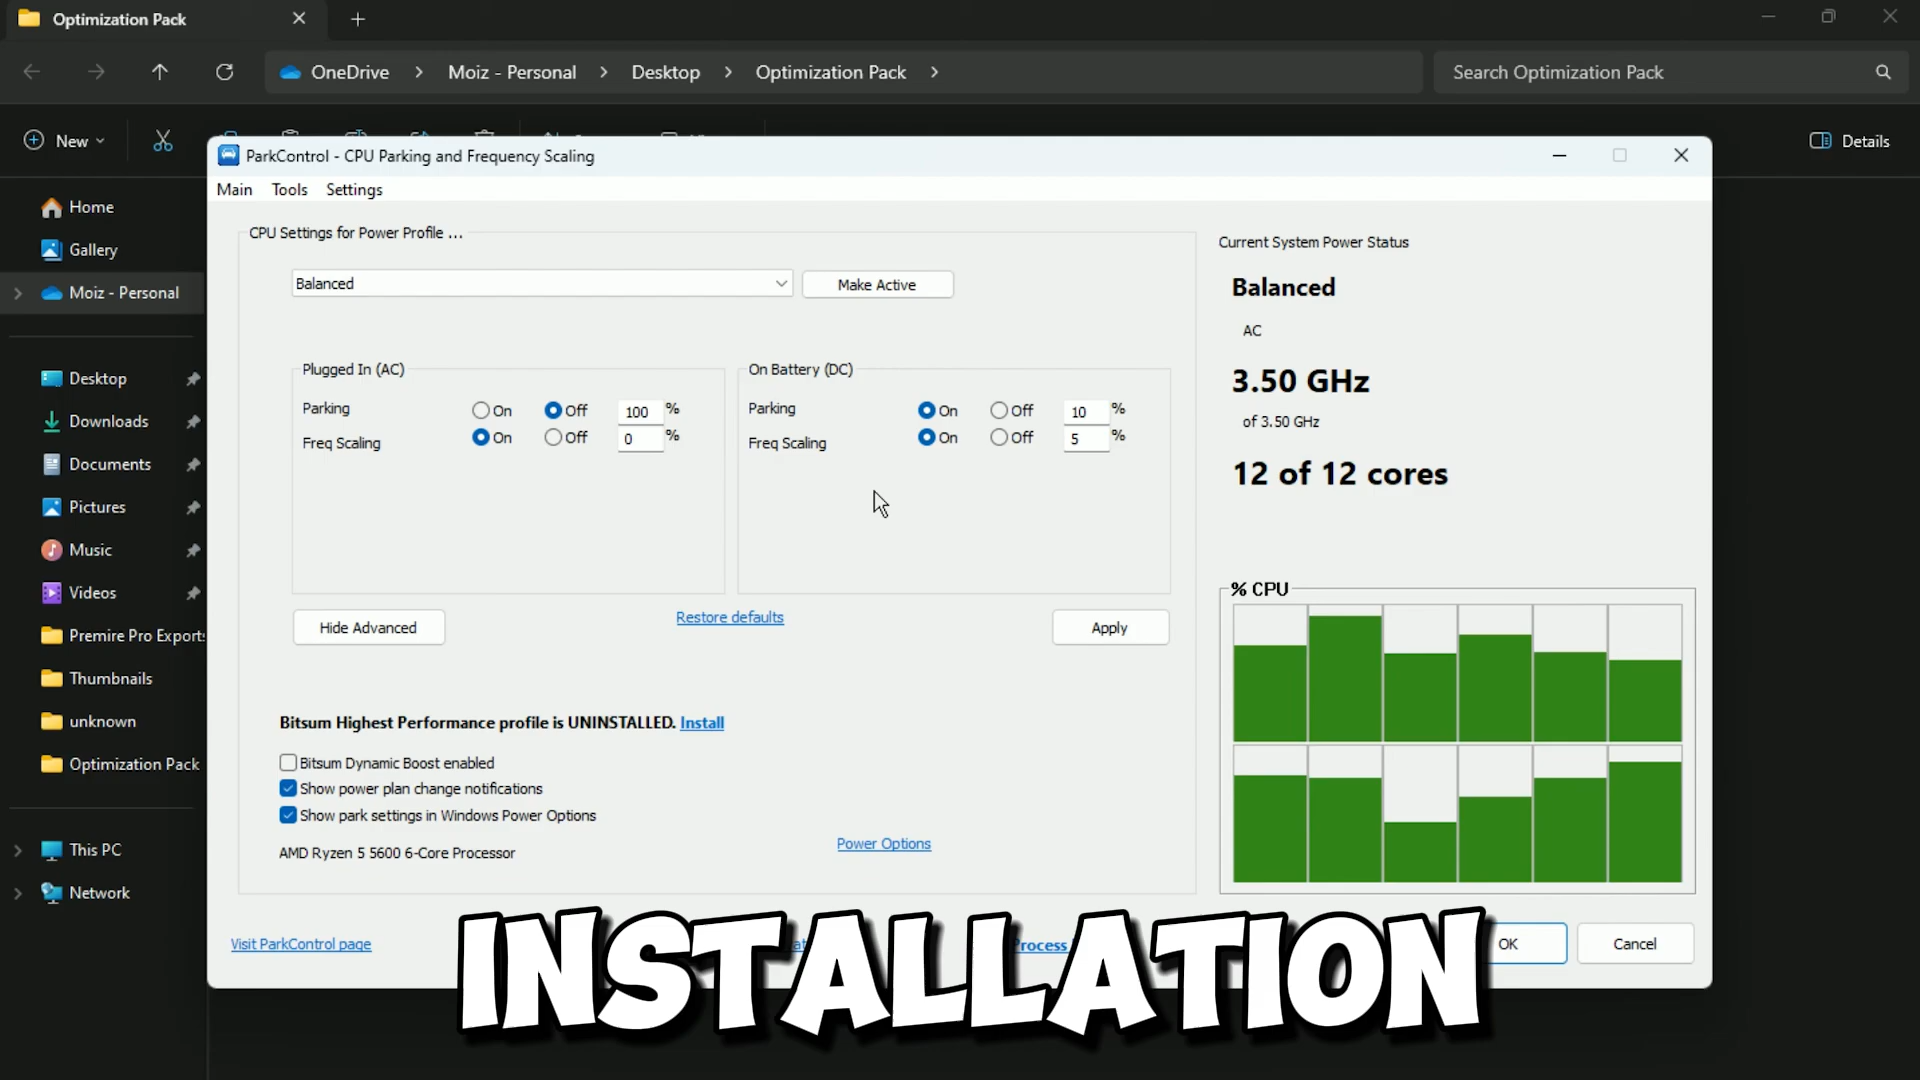 Optimization Pack
OneDrive
Moiz - Personal
Desktop
Optimization Pack
Search Optimization Pack
New
Details
Home
Gallery
Moiz - Personal
Desktop
Downloads
Documents
Pictures
Music
Videos
Premire Pro Exports
Thumbnails
unknown
Optimization Pack
This PC
Network
ParkControl - CPU Parking and Frequency Scaling
Main Tools Settings
CPU Settings for Power Profile ...
Balanced
Make Active
Plugged In (AC)
Parking On Off 100 %
Freq Scaling On Off 0 %
On Battery (DC)
Parking On Off 10 %
Freq Scaling On Off 5 %
Hide Advanced
Restore defaults
Apply
Bitsum Highest Performance profile is UNINSTALLED. Install
Bitsum Dynamic Boost enabled
Show power plan change notifications
Show park settings in Windows Power Options
AMD Ryzen 5 5600 6-Core Processor
Power Options
Current System Power Status
Balanced
AC
3.50 GHz
of 3.50 GHz
12 of 12 cores
% CPU
Visit ParkControl page
Process
OK
Cancel
INSTALLATION